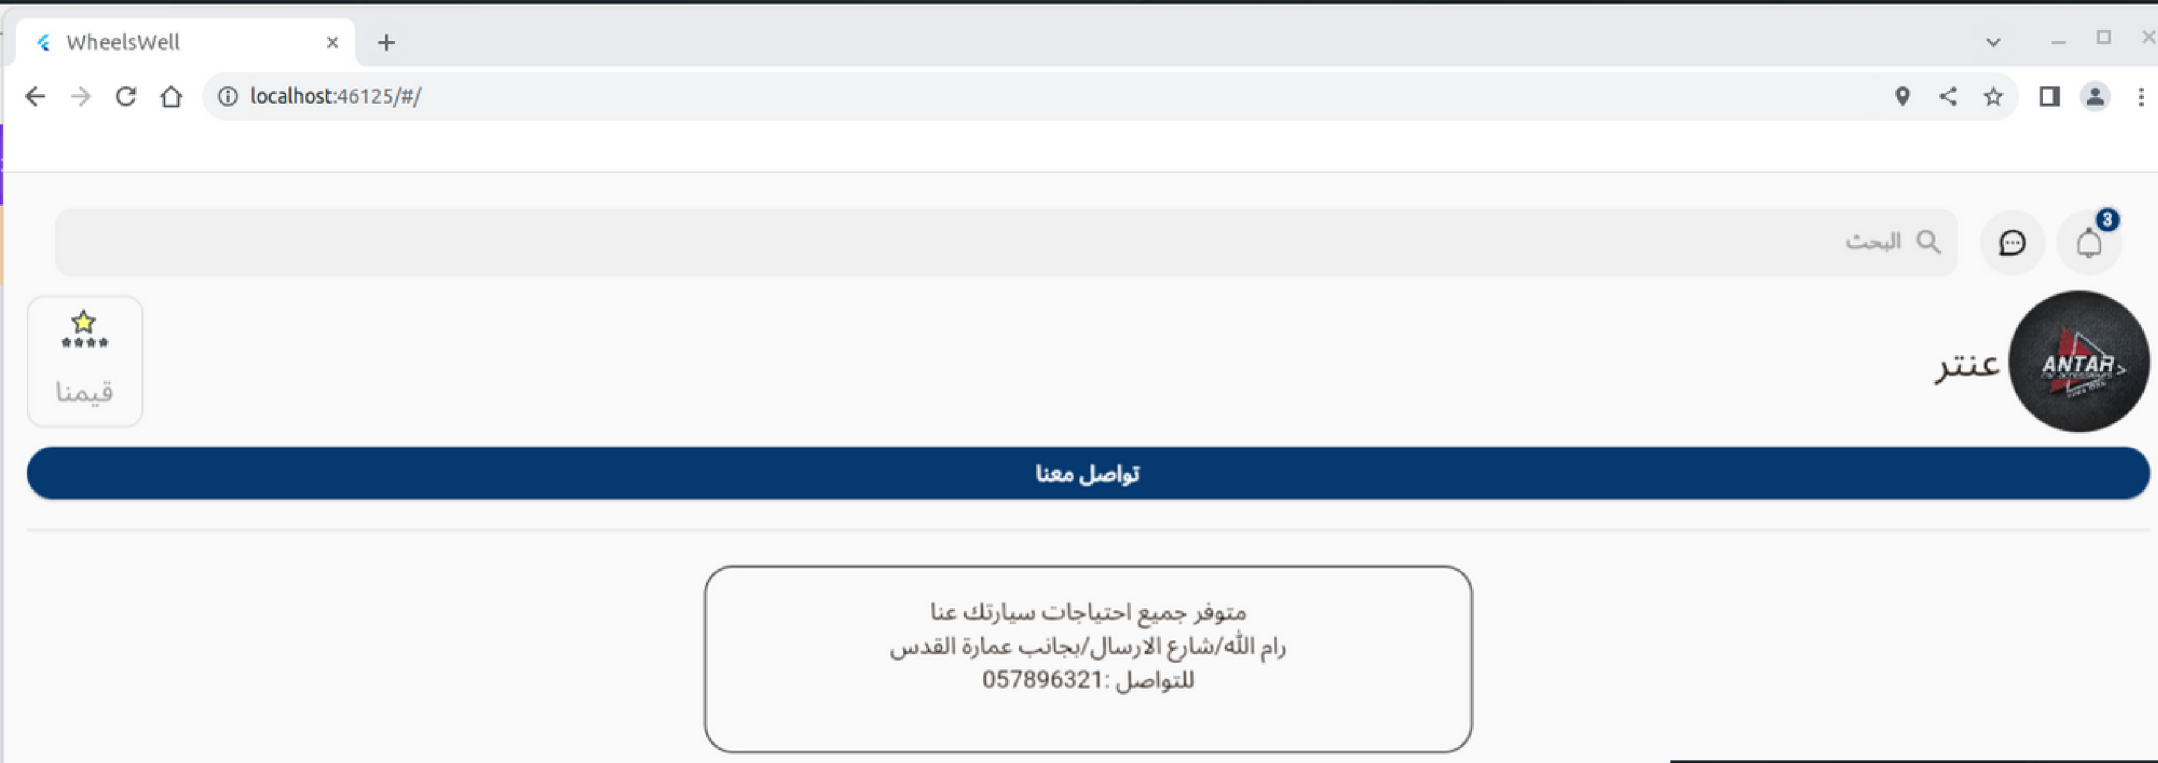 WheelsWell
localhost:46125/#/
3
البحث
ANTAR
عنتر
قيمنا
تواصل معنا
متوفر جميع احتياجات سيارتك عنا
رام الله/شارع الارسال/بجانب عمارة القدس
للتواصل :057896321